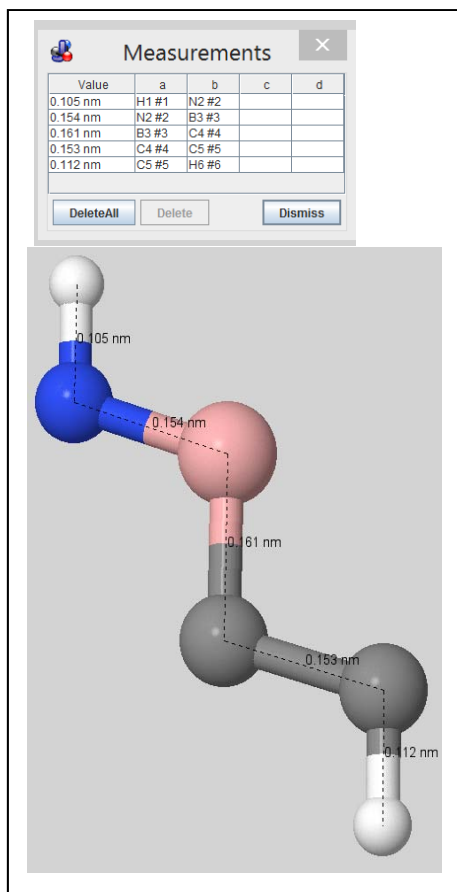 Measurements
Value a b c d
0.105 nm H1 #1 N2 #2
0.154 nm N2 #2 B3 #3
0.161 nm B3 #3 C4 #4
0.153 nm C4 #4 C5 #5
0.112 nm C5 #5 H6 #6
DeleteAll Delete Dismiss
0.105 nm
0.154 nm
0.161 nm
0.153 nm
0.112 nm